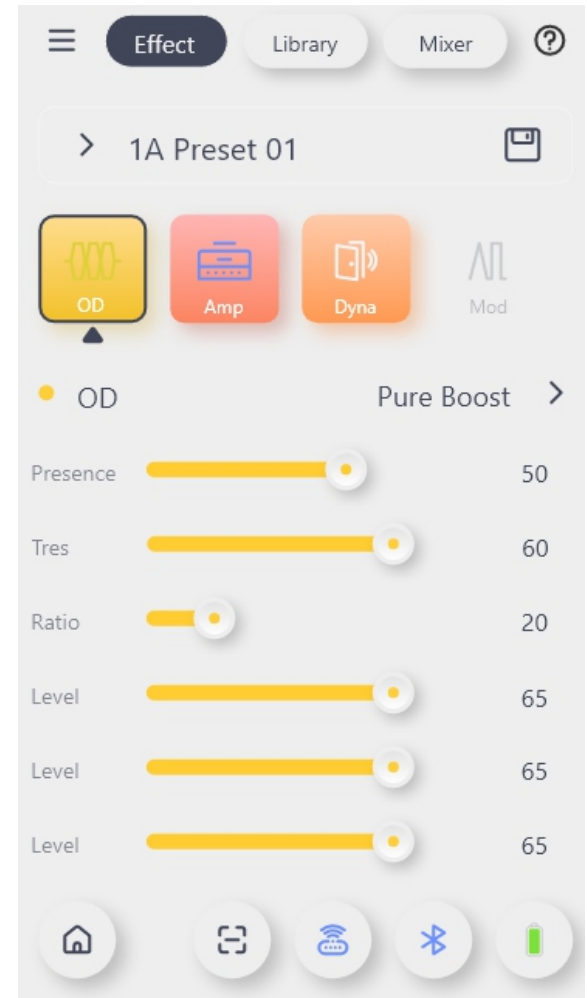 Effect Library Mixer
1A Preset 01
OD Amp Dyna Mod
OD Pure Boost
Presence 50
Tres 60
Ratio 20
Level 65
Level 65
Level 65